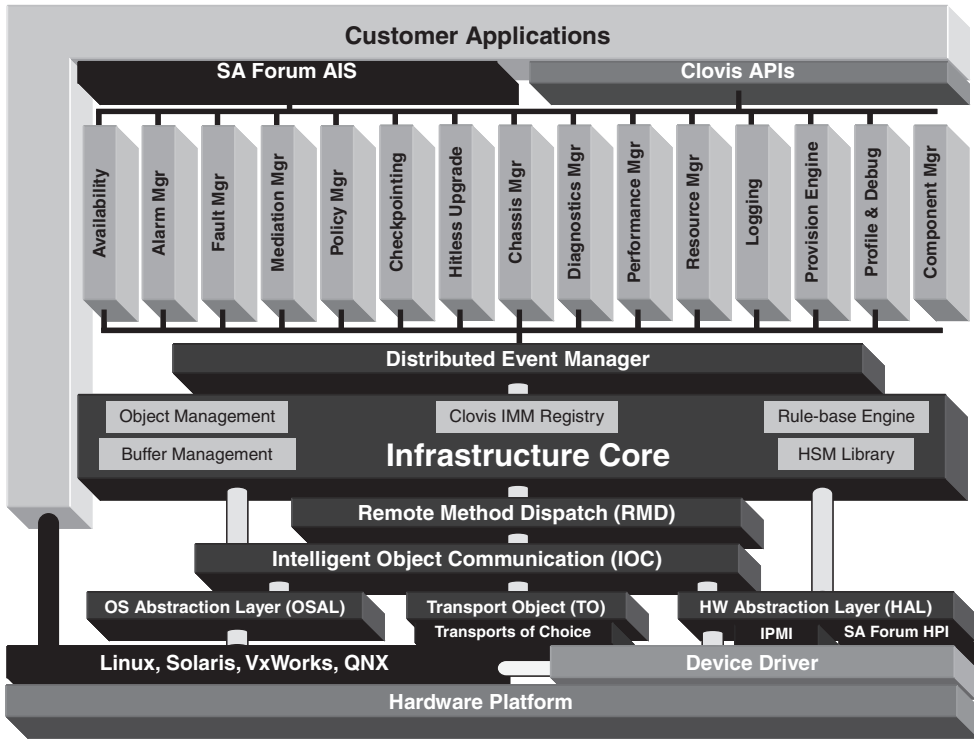 Customer Applications
SA Forum AIS
Clovis APIs
Availability
Alarm Mgr
Fault Mgr
Mediation Mgr
Policy Mgr
Checkpointing
Hitless Upgrade
Chassis Mgr
Diagnostics Mgr
Performance Mgr
Resource Mgr
Logging
Provision Engine
Profile & Debug
Component Mgr
Distributed Event Manager
Object Management
Clovis IMM Registry
Rule-base Engine
Buffer Management
Infrastructure Core
HSM Library
Remote Method Dispatch (RMD)
Intelligent Object Communication (IOC)
OS Abstraction Layer (OSAL)
Transport Object (TO)
HW Abstraction Layer (HAL)
Transports of Choice
IPMI
SA Forum HPI
Linux, Solaris, VxWorks, QNX
Device Driver
Hardware Platform